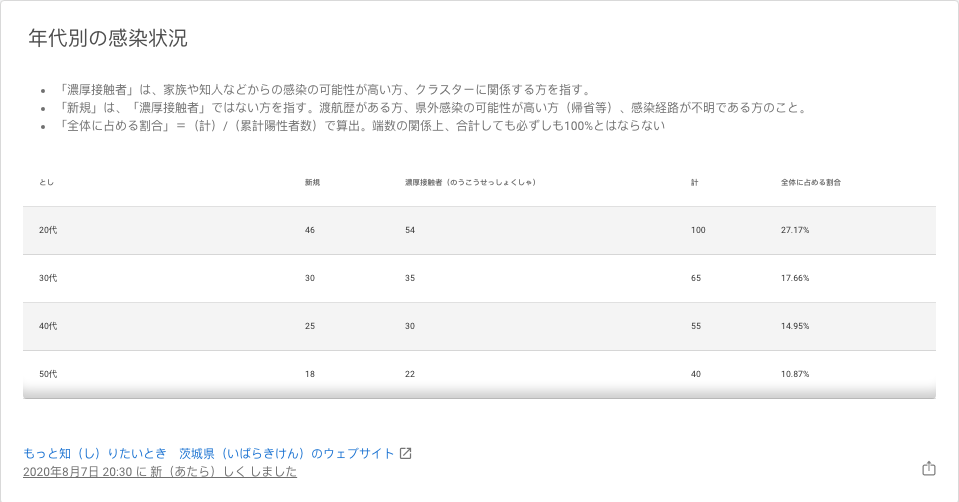 年代別の感染状況
• 「濃厚接触者」は、家族や知人などからの感染の可能性が高い方、クラスターに関係する方を指す。
• 「新規」は、「濃厚接触者」ではない方を指す。渡航歴がある方、県外感染の可能性が高い方（帰省等）、感染経路が不明である方のこと。
• 「全体に占める割合」＝（計）/（累計陽性者数）で算出。端数の関係上、合計しても必ずしも100%とはならない
とし 新規 濃厚接触者（のうこうせっしょくしゃ） 計 全体に占める割合
20代 46 54 100 27.17%
30代 30 35 65 17.66%
40代 25 30 55 14.95%
50代 18 22 40 10.87%
もっと知（し）りたいとき　茨城県（いばらきけん）のウェブサイト
2020年8月7日 20:30 に 新（あたら）しく しました